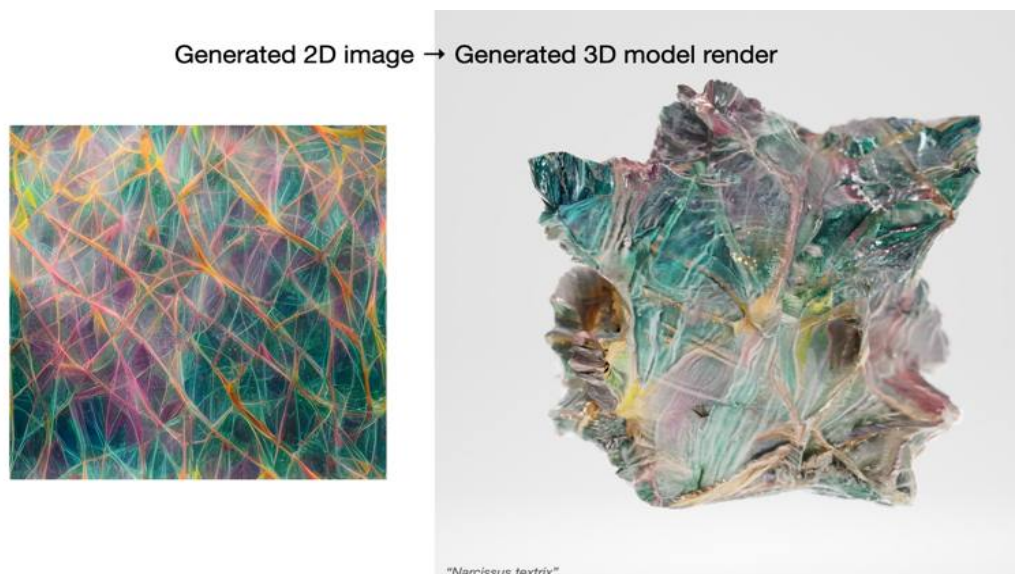 Generated 2D image → Generated 3D model render
"Narcissus textrix"